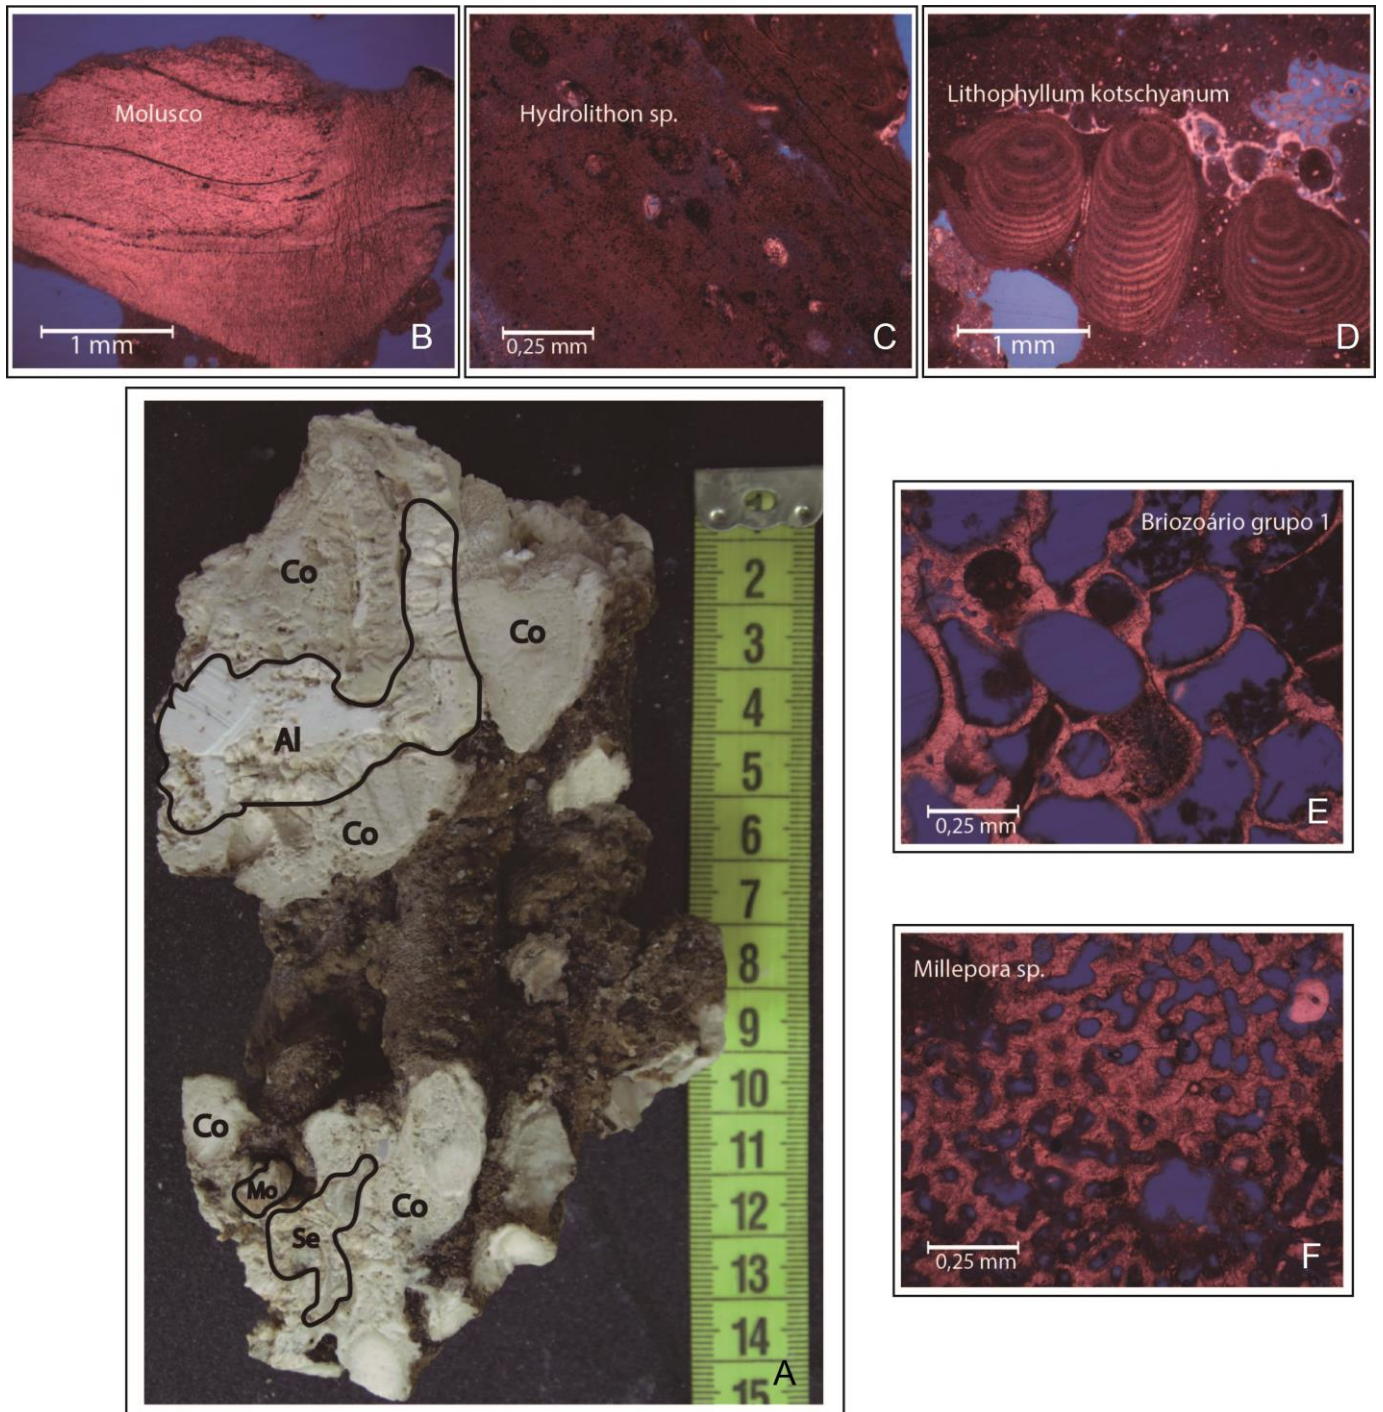 Molusco
1 mm
B
Hydrolithon sp.
0,25 mm
C
Lithophyllum kotschyanum
1 mm
D
Co
Co
Al
Co
Co
Mo
Se
Co
2
3
4
5
6
7
8
9
10
11
12
13
14
15
A
Briozoário grupo 1
0,25 mm
E
Millepora sp.
0,25 mm
F